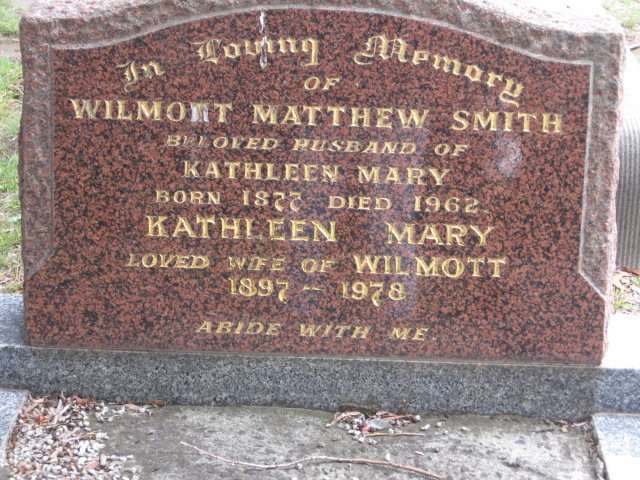 In Loving Memory
OF
WILMOTT MATTHEW SMITH
BELOVED HUSBAND OF
KATHLEEN MARY
BORN 1877 DIED 1962.
KATHLEEN MARY
LOVED WIFE OF WILMOTT
1897 – 1978
ABIDE WITH ME.